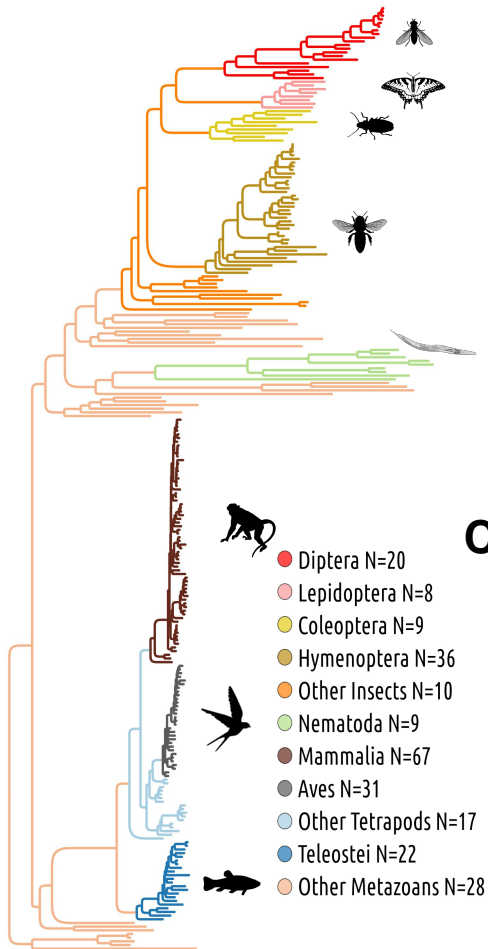 C
Diptera N=20
Lepidoptera N=8
Coleoptera N=9
Hymenoptera N=36
Other Insects N=10
Nematoda N=9
Mammalia N=67
Aves N=31
Other Tetrapods N=17
Teleostei N=22
Other Metazoans N=28